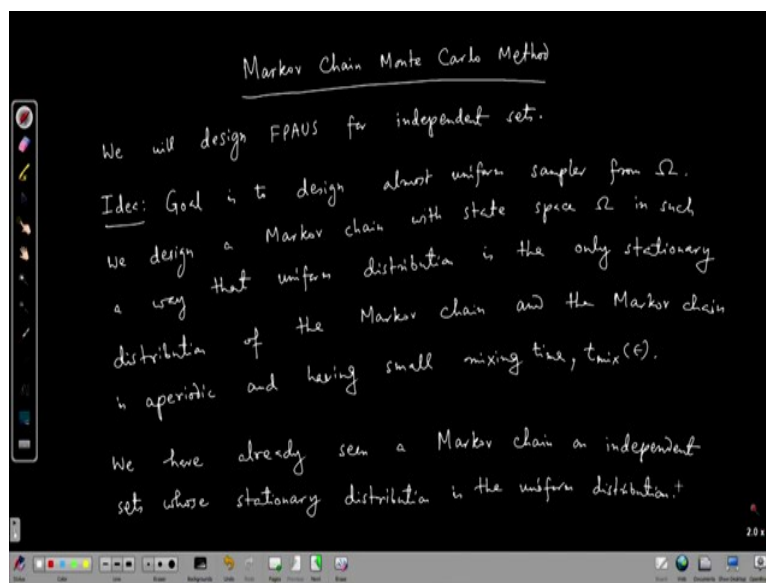 Markov Chain Monte Carlo Method
We will design FPAUS for independent sets.
Idea: Goal is to design almost uniform sampler from Ω.
We design a Markov chain with state space Ω in such
a way that uniform distribution is the only stationary
distribution of the Markov chain and the Markov chain
is aperiodic and having small mixing time, t_mix(ϵ).
We have already seen a Markov chain on independent
sets whose stationary distribution is the uniform distribution.
2.0 x